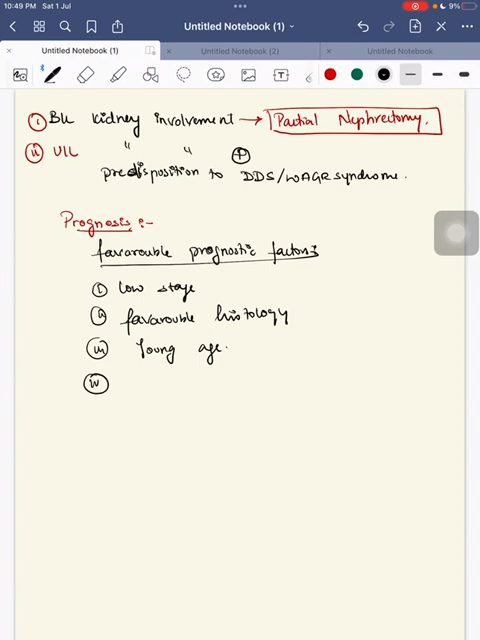 10:49 PM Sat 1 Jul 9%
Untitled Notebook (1)
Untitled Notebook (1) Untitled Notebook (2) Untitled Notebook
i B/L kidney involvement → Partial Nephrectomy.
ii U/L " "
+
predisposition to DDS/WAGR syndrome.
Prognosis :-
favarouble prognostic factors
i low stage
ii favarouble histology
iii Young age.
iv